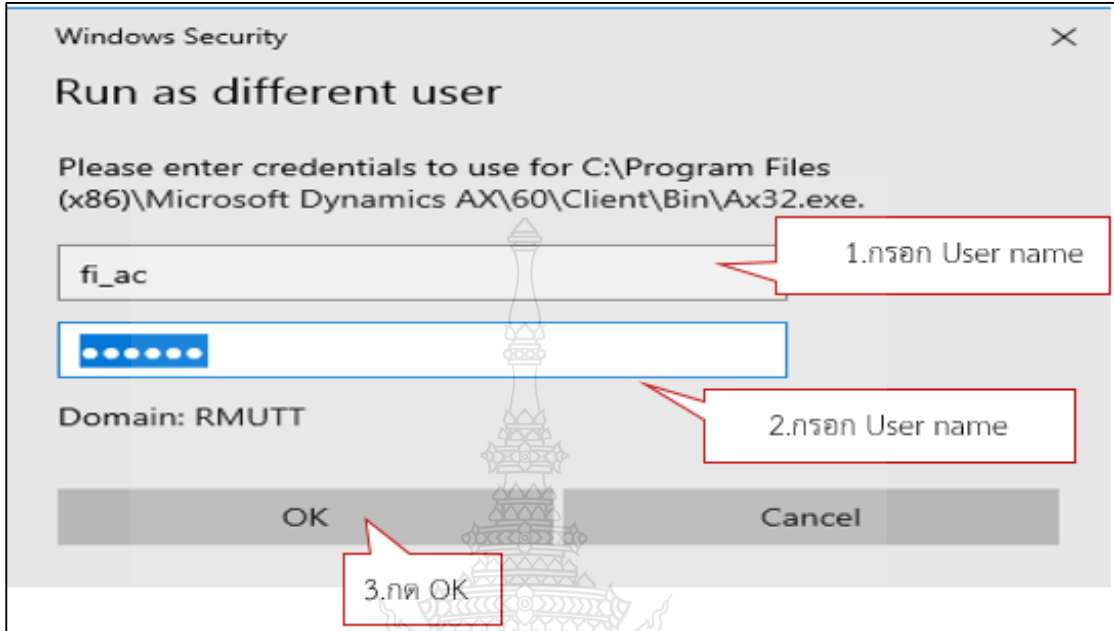 Windows Security
Run as different user
Please enter credentials to use for C:\Program Files
(x86)\Microsoft Dynamics AX\60\Client\Bin\Ax32.exe.
1.กรอก User name
fi_ac
••••••
2.กรอก User name
Domain: RMUTT
OK
Cancel
3.กด OK